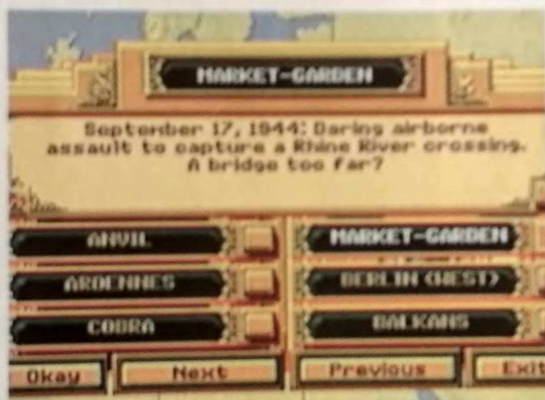 MARKET-GARDEN
September 17, 1944: Daring airborne
assault to capture a Rhine River crossing.
A bridge too far?
ANVIL
MARKET-GARDEN
ARDENNES
BERLIN (WEST)
COBRA
BALKANS
Okay
Next
Previous
Exit